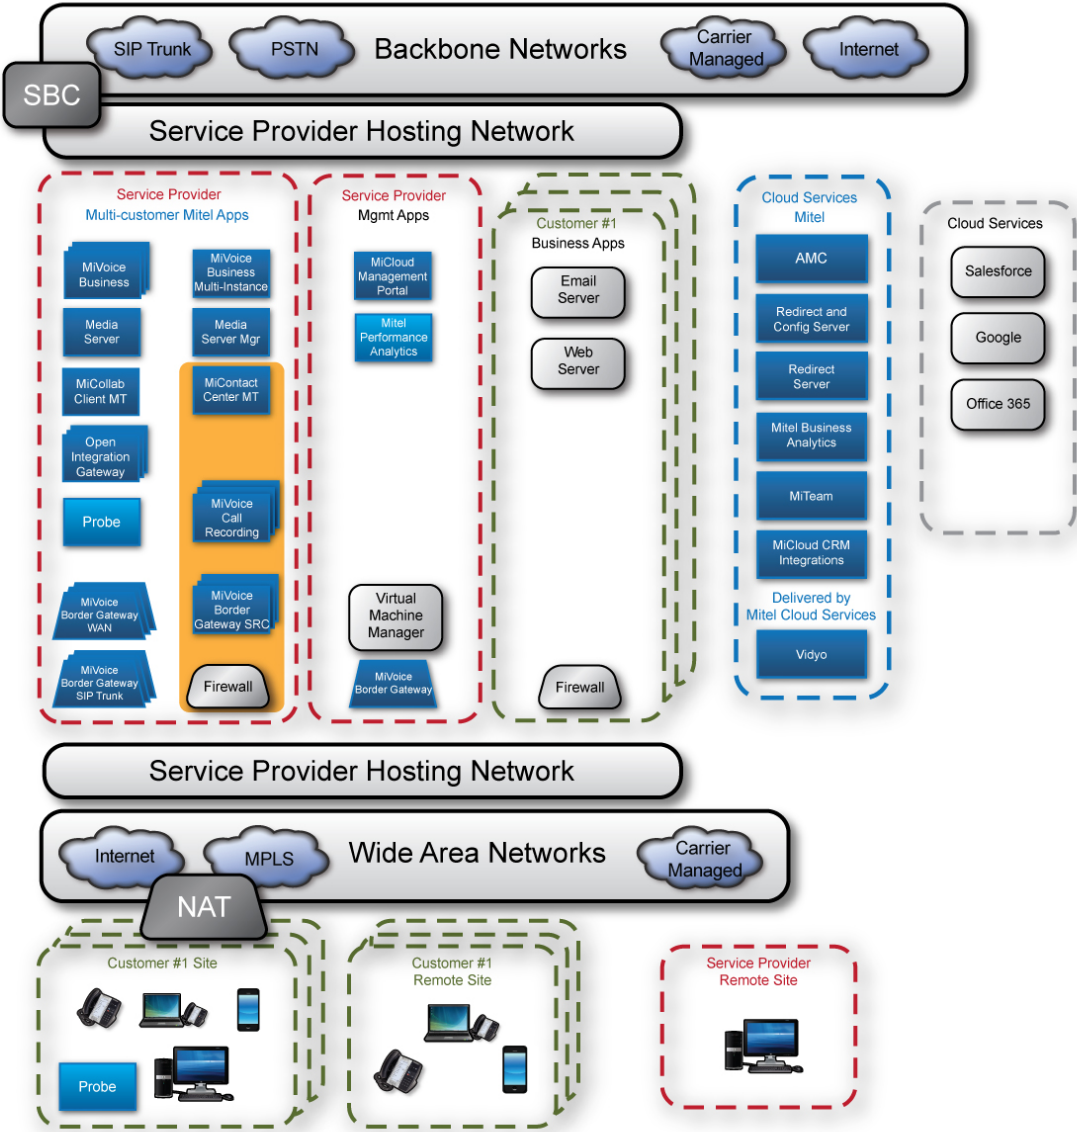 SIP Trunk
PSTN
Backbone Networks
Carrier
Managed
Internet
SBC
Service Provider Hosting Network
Service Provider
Multi-customer Mitel Apps
MiVoice
Business
MiVoice
Business
Multi-Instance
Media
Server
Media
Server Mgr
MiCollab
Client MT
MiContact
Center MT
Open
Integration
Gateway
Probe
MiVoice
Call
Recording
MiVoice
Border Gateway
WAN
MiVoice
Border
Gateway SRC
MiVoice
Border Gateway
SIP Trunk
Firewall
Service Provider
Mgmt Apps
MiCloud
Management
Portal
Mitel
Performance
Analytics
Virtual
Machine
Manager
MiVoice
Border Gateway
Customer #1
Business Apps
Email
Server
Web
Server
Firewall
Cloud Services
Mitel
AMC
Redirect and
Config Server
Redirect
Server
Mitel Business
Analytics
MiTeam
MiCloud CRM
Integrations
Delivered by
Mitel Cloud Services
Vidyo
Cloud Services
Salesforce
Google
Office 365
Service Provider Hosting Network
Internet
MPLS
Wide Area Networks
Carrier
Managed
NAT
Customer #1 Site
Probe
Customer #1
Remote Site
Service Provider
Remote Site